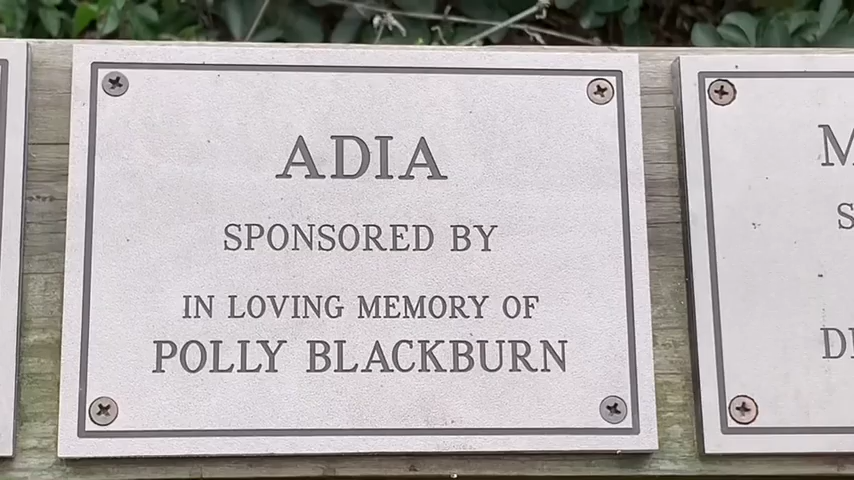 ADIA
SPONSORED BY
IN LOVING MEMORY OF
POLLY BLACKBURN